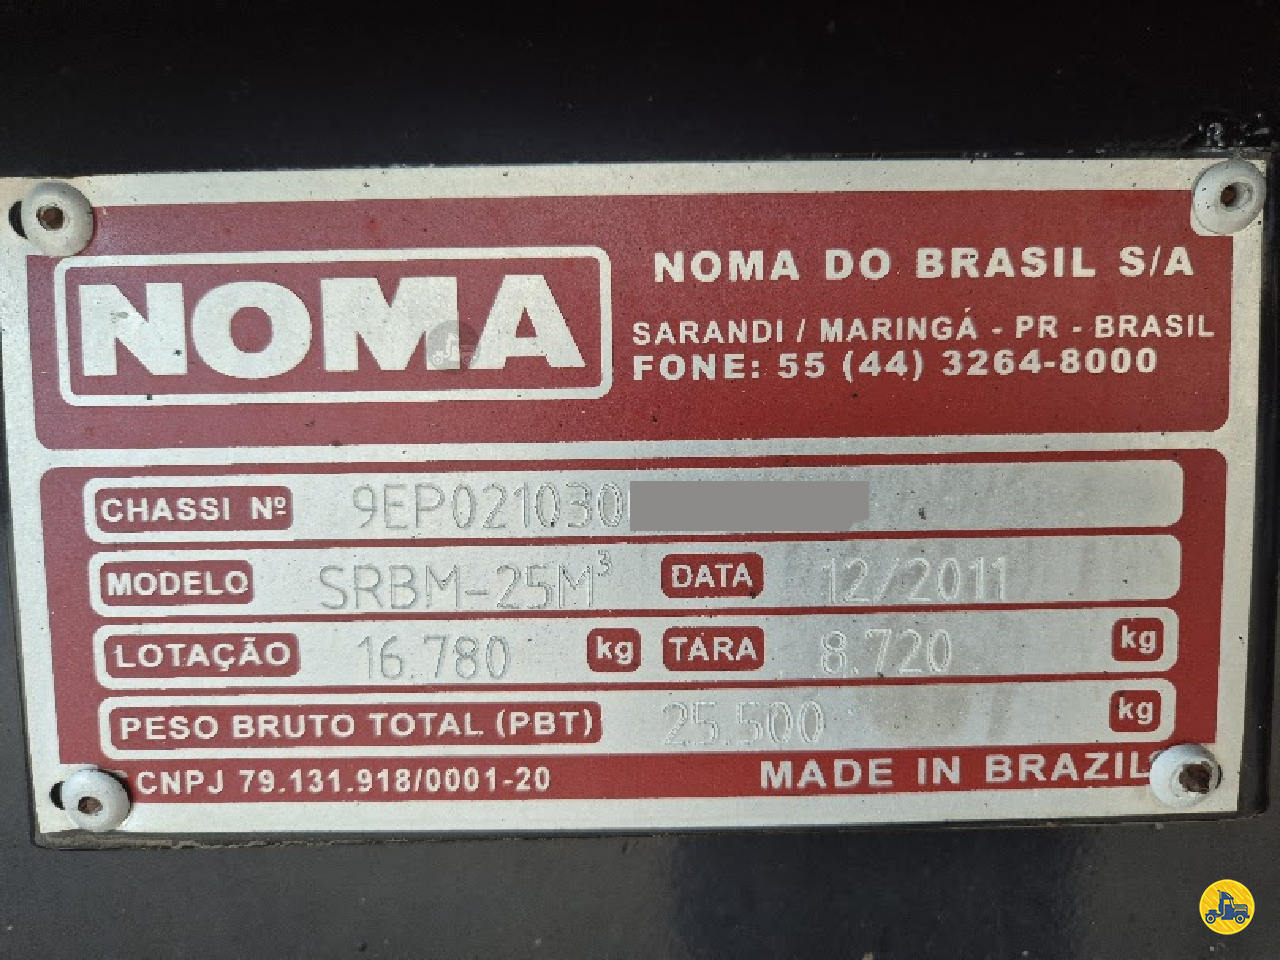 NOMA
NOMA DO BRASIL S/A
SARANDI / MARINGÁ - PR - BRASIL
FONE: 55 (44) 3264-8000
CHASSI Nº 9EP021030
MODELO SRBM-25M³ DATA 12/2011
LOTAÇÃO 16.780 kg TARA 8.720 kg
PESO BRUTO TOTAL (PBT) 25.500 kg
CNPJ 79.131.918/0001-20 MADE IN BRAZIL